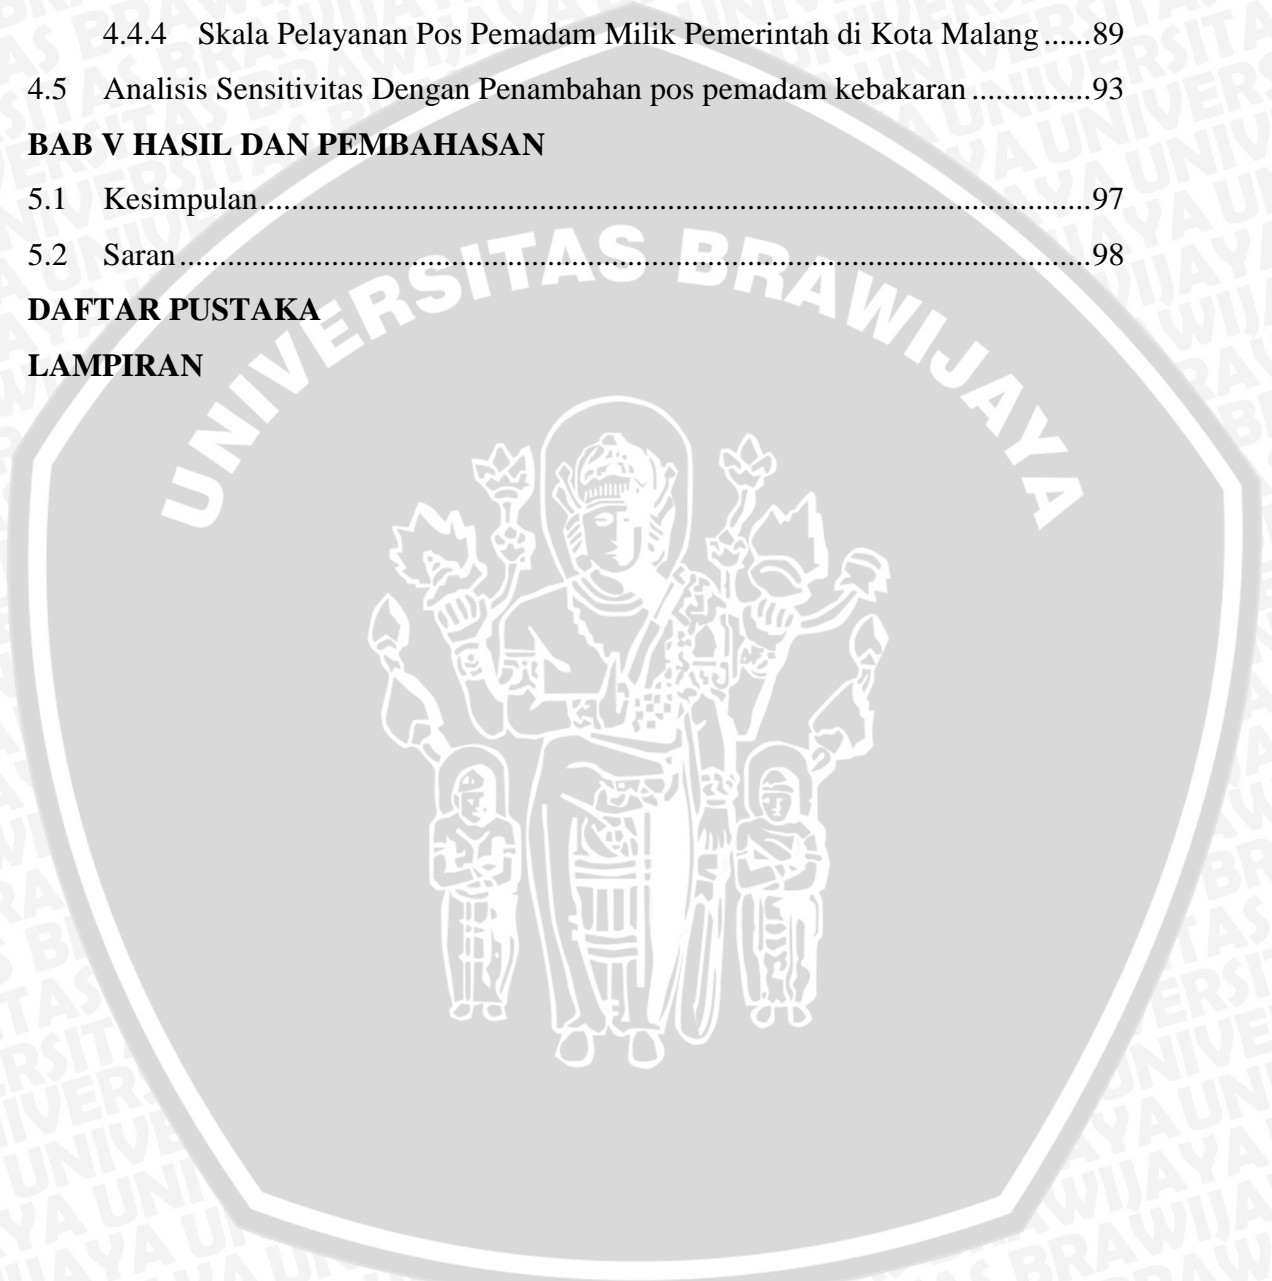 4.4.4 Skala Pelayanan Pos Pemadam Milik Pemerintah di Kota Malang ......89
4.5 Analisis Sensitivitas Dengan Penambahan pos pemadam kebakaran ...............93
BAB V HASIL DAN PEMBAHASAN
5.1 Kesimpulan........................................................................................................97
5.2 Saran..................................................................................................................98
DAFTAR PUSTAKA
LAMPIRAN
UNIVERSITAS BRAWIJAYA